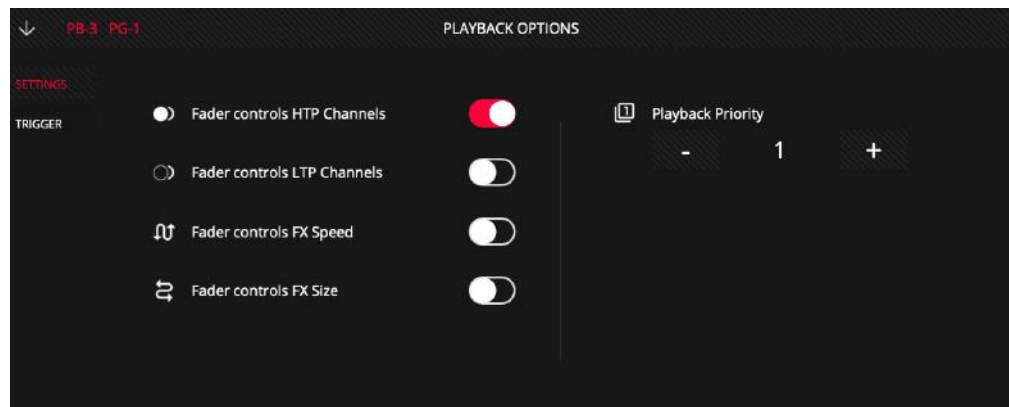 PB-3 PG-1
PLAYBACK OPTIONS
SETTINGS
TRIGGER
Fader controls HTP Channels
Fader controls LTP Channels
Fader controls FX Speed
Fader controls FX Size
1 Playback Priority
- 1 +